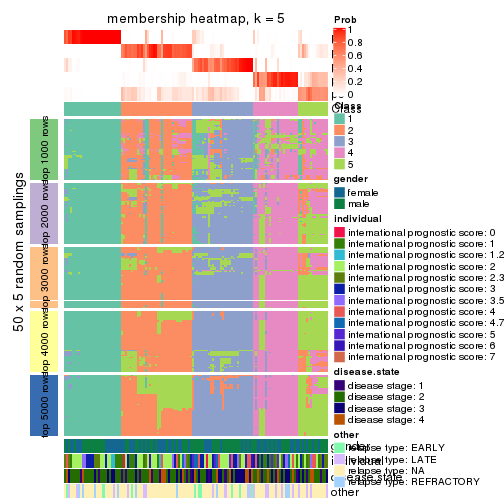 membership heatmap, k = 5
50 x 5 random samplings
top 1000 rows
top 2000 rows
top 3000 rows
top 4000 rows
top 5000 rows
Prob
1
0.8
0.6
0.4
0.2
0
Class
Class
1
2
3
4
5
gender
female
male
individual
international prognostic score: 0
international prognostic score: 1
international prognostic score: 1.2
international prognostic score: 2
international prognostic score: 2.3
international prognostic score: 3
international prognostic score: 3.5
international prognostic score: 4
international prognostic score: 4.7
international prognostic score: 5
international prognostic score: 6
international prognostic score: 7
disease.state
disease stage: 1
disease stage: 2
disease stage: 3
disease stage: 4
other
relapse type: EARLY
relapse type: LATE
relapse type: NA
relapse type: REFRACTORY
gender
individual
disease.state
other